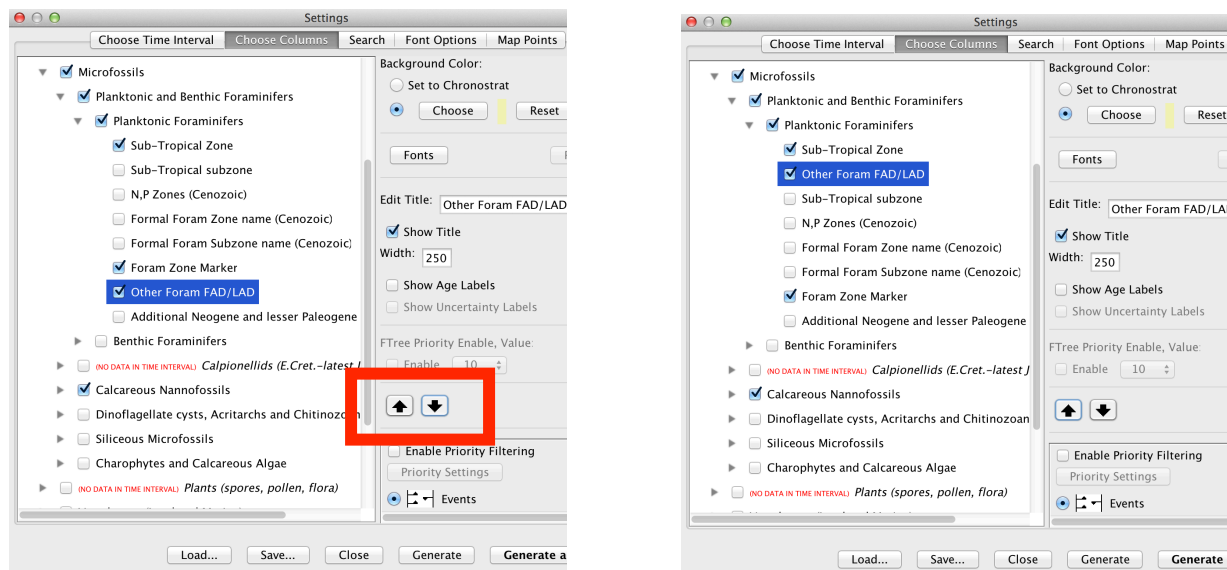 Settings
Choose Time Interval Choose Columns Search Font Options Map Points
Microfossils
Planktonic and Benthic Foraminifers
Planktonic Foraminifers
Sub-Tropical Zone
Sub-Tropical subzone
N,P Zones (Cenozoic)
Formal Foram Zone name (Cenozoic)
Formal Foram Subzone name (Cenozoic)
Foram Zone Marker
Other Foram FAD/LAD
Additional Neogene and lesser Paleogene
Benthic Foraminifers
(NO DATA IN TIME INTERVAL) Calpionellids (E.Cret.-latest J
Calcareous Nannofossils
Dinoflagellate cysts, Acritarchs and Chitinozoan
Siliceous Microfossils
Charophytes and Calcareous Algae
(NO DATA IN TIME INTERVAL) Plants (spores, pollen, flora)
Background Color:
Set to Chronostrat
Choose Reset
Fonts
Edit Title: Other Foram FAD/LAD
Show Title
Width: 250
Show Age Labels
Show Uncertainty Labels
FTree Priority Enable, Value:
Enable 10
Enable Priority Filtering
Priority Settings
Events
Load... Save... Close Generate Generate a
Settings
Choose Time Interval Choose Columns Search Font Options Map Points
Microfossils
Planktonic and Benthic Foraminifers
Planktonic Foraminifers
Sub-Tropical Zone
Other Foram FAD/LAD
Sub-Tropical subzone
N,P Zones (Cenozoic)
Formal Foram Zone name (Cenozoic)
Formal Foram Subzone name (Cenozoic)
Foram Zone Marker
Additional Neogene and lesser Paleogene
Benthic Foraminifers
(NO DATA IN TIME INTERVAL) Calpionellids (E.Cret.-latest J
Calcareous Nannofossils
Dinoflagellate cysts, Acritarchs and Chitinozoan
Siliceous Microfossils
Charophytes and Calcareous Algae
(NO DATA IN TIME INTERVAL) Plants (spores, pollen, flora)
Background Color:
Set to Chronostrat
Choose Reset
Fonts
Edit Title: Other Foram FAD/LA
Show Title
Width: 250
Show Age Labels
Show Uncertainty Labels
FTree Priority Enable, Value:
Enable 10
Enable Priority Filtering
Priority Settings
Events
Load... Save... Close Generate Generate